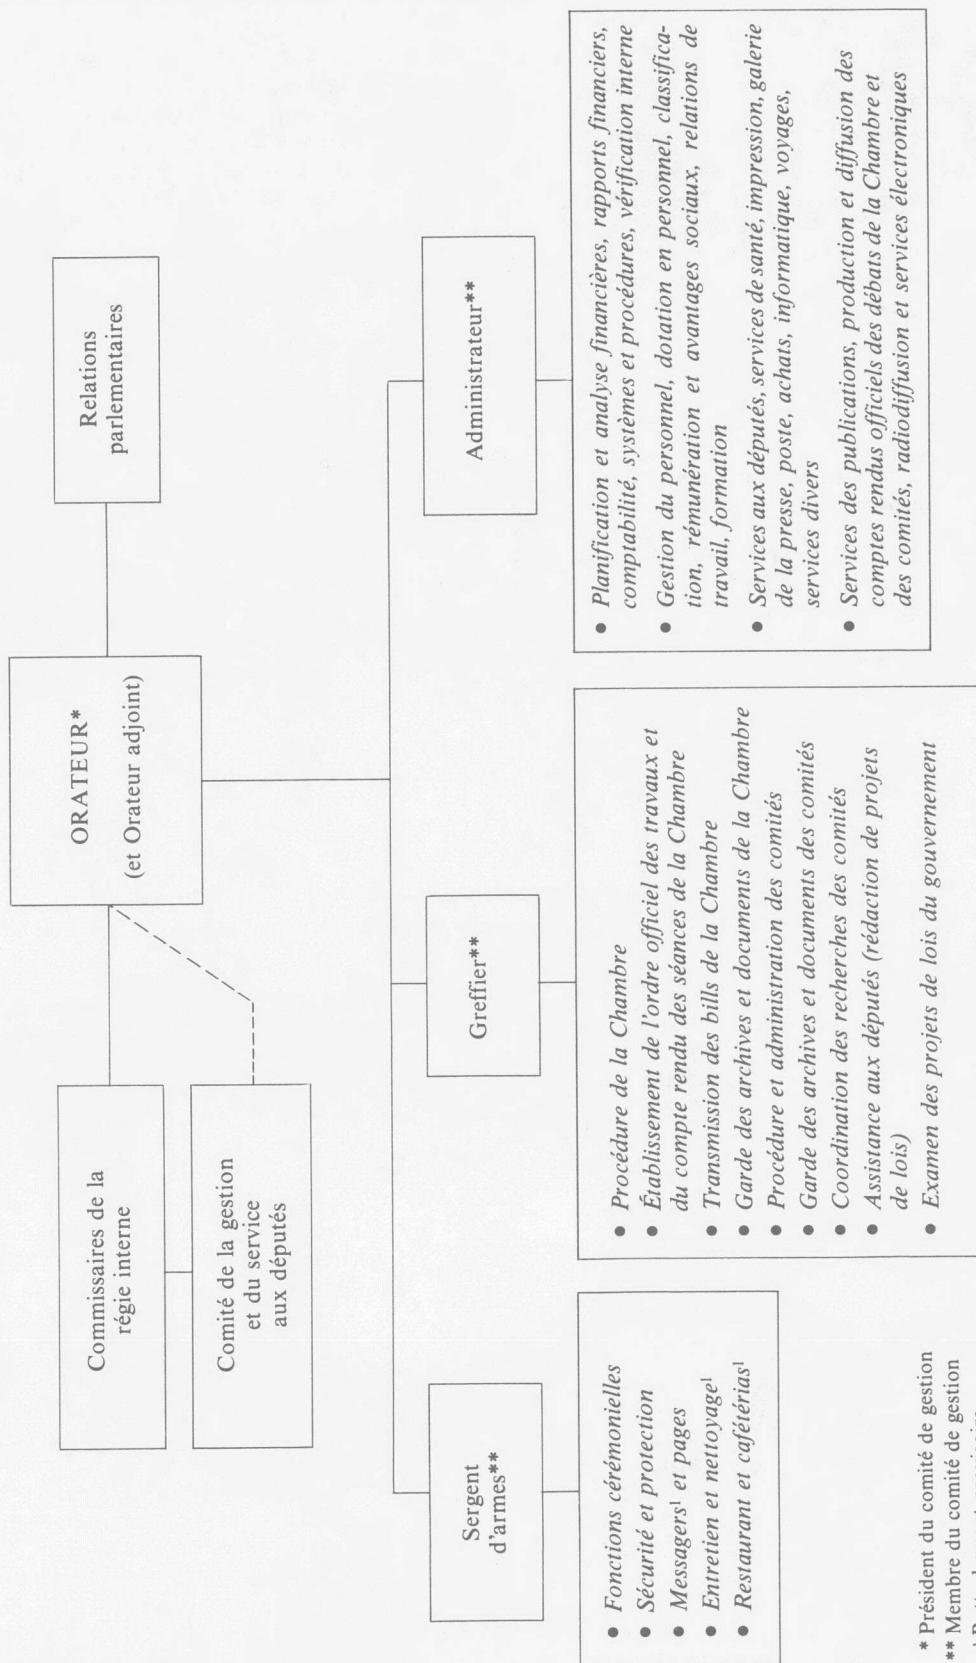 ORATEUR*
(et Orateur adjoint)
Relations
parlementaires
Commissaires de la
régie interne
Comité de la gestion
et du service
aux députés
Sergent
d'armes**
• Fonctions cérémonielles
• Sécurité et protection
• Messagers¹ et pages
• Entretien et nettoyage¹
• Restaurant et cafétérias¹
Greffier**
• Procédure de la Chambre
• Établissement de l'ordre officiel des travaux et
du compte rendu des séances de la Chambre
• Transmission des bills de la Chambre
• Garde des archives et documents de la Chambre
• Procédure et administration des comités
• Garde des archives et documents des comités
• Coordination des recherches des comités
• Assistance aux députés (rédaction de projets
de lois)
• Examen des projets de lois du gouvernement
Administrateur**
• Planification et analyse financières, rapports financiers,
comptabilité, systèmes et procédures, vérification interne
• Gestion du personnel, dotation en personnel, classifica-
tion, rémunération et avantages sociaux, relations de
travail, formation
• Services aux députés, services de santé, impression, galerie
de la presse, poste, achats, informatique, voyages,
services divers
• Services des publications, production et diffusion des
comptes rendus officiels des débats de la Chambre et
des comités, radiodiffusion et services électroniques
* Président du comité de gestion
** Membre du comité de gestion